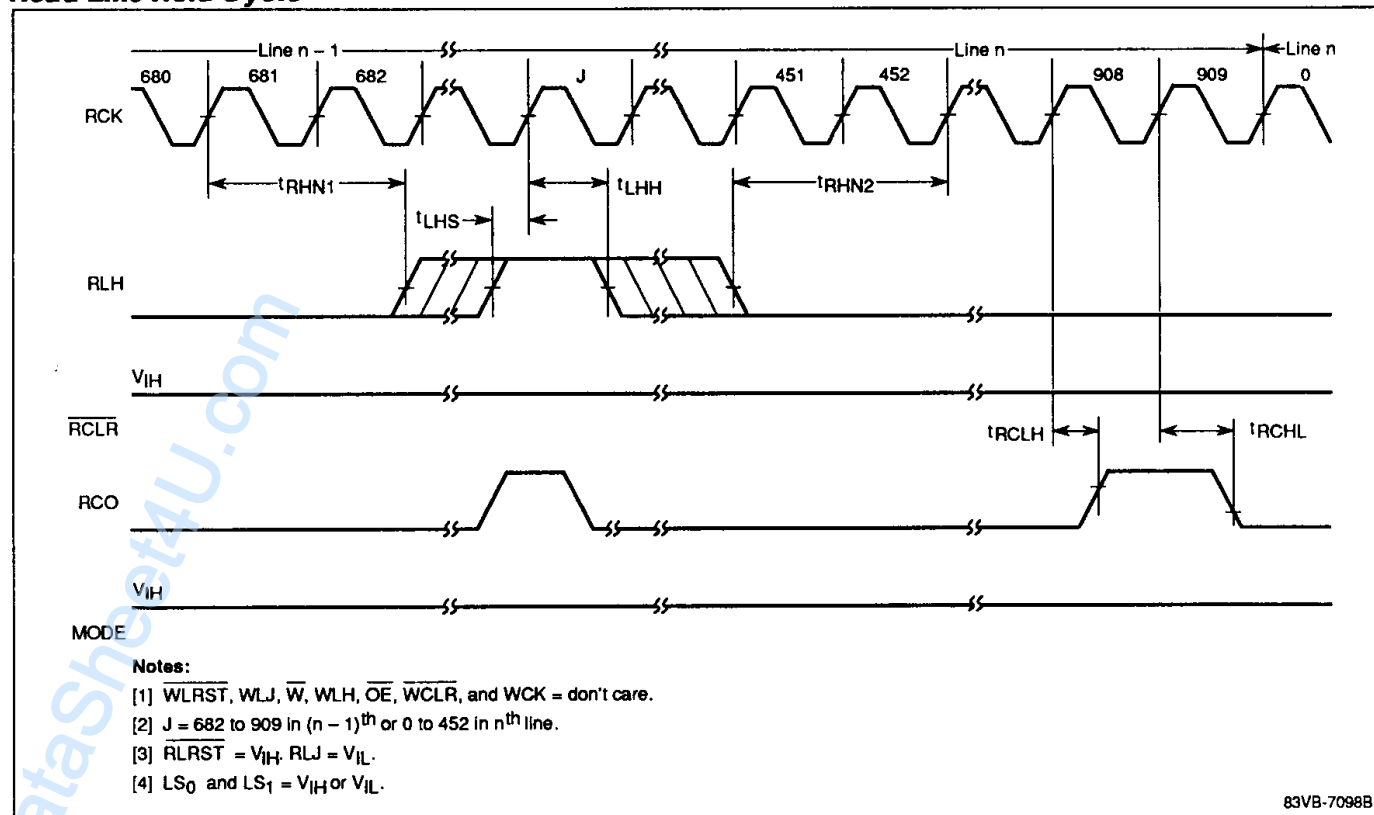 Read Line Hold Cycle
Line n – 1 Line n Line n
680 681 682 J 451 452 908 909 0
RCK
tRHN1 tLHH tRHN2
tLHS
RLH
VIH
RCLR
tRCLH tRCHL
RCO
VIH
MODE
Notes:
[1] WLRST, WLJ, W, WLH, OE, WCLR, and WCK = don't care.
[2] J = 682 to 909 in (n – 1)th or 0 to 452 in nth line.
[3] RLRST = VIH. RLJ = VIL.
[4] LS0 and LS1 = VIH or VIL.
83VB-7098B
ataSheet4U.com